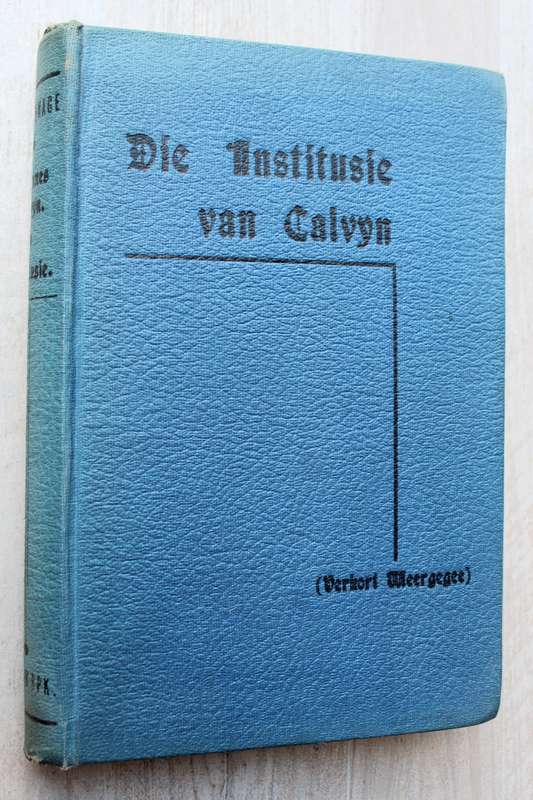 Die Institusie
van Calvyn
(Verkort Weergegee)